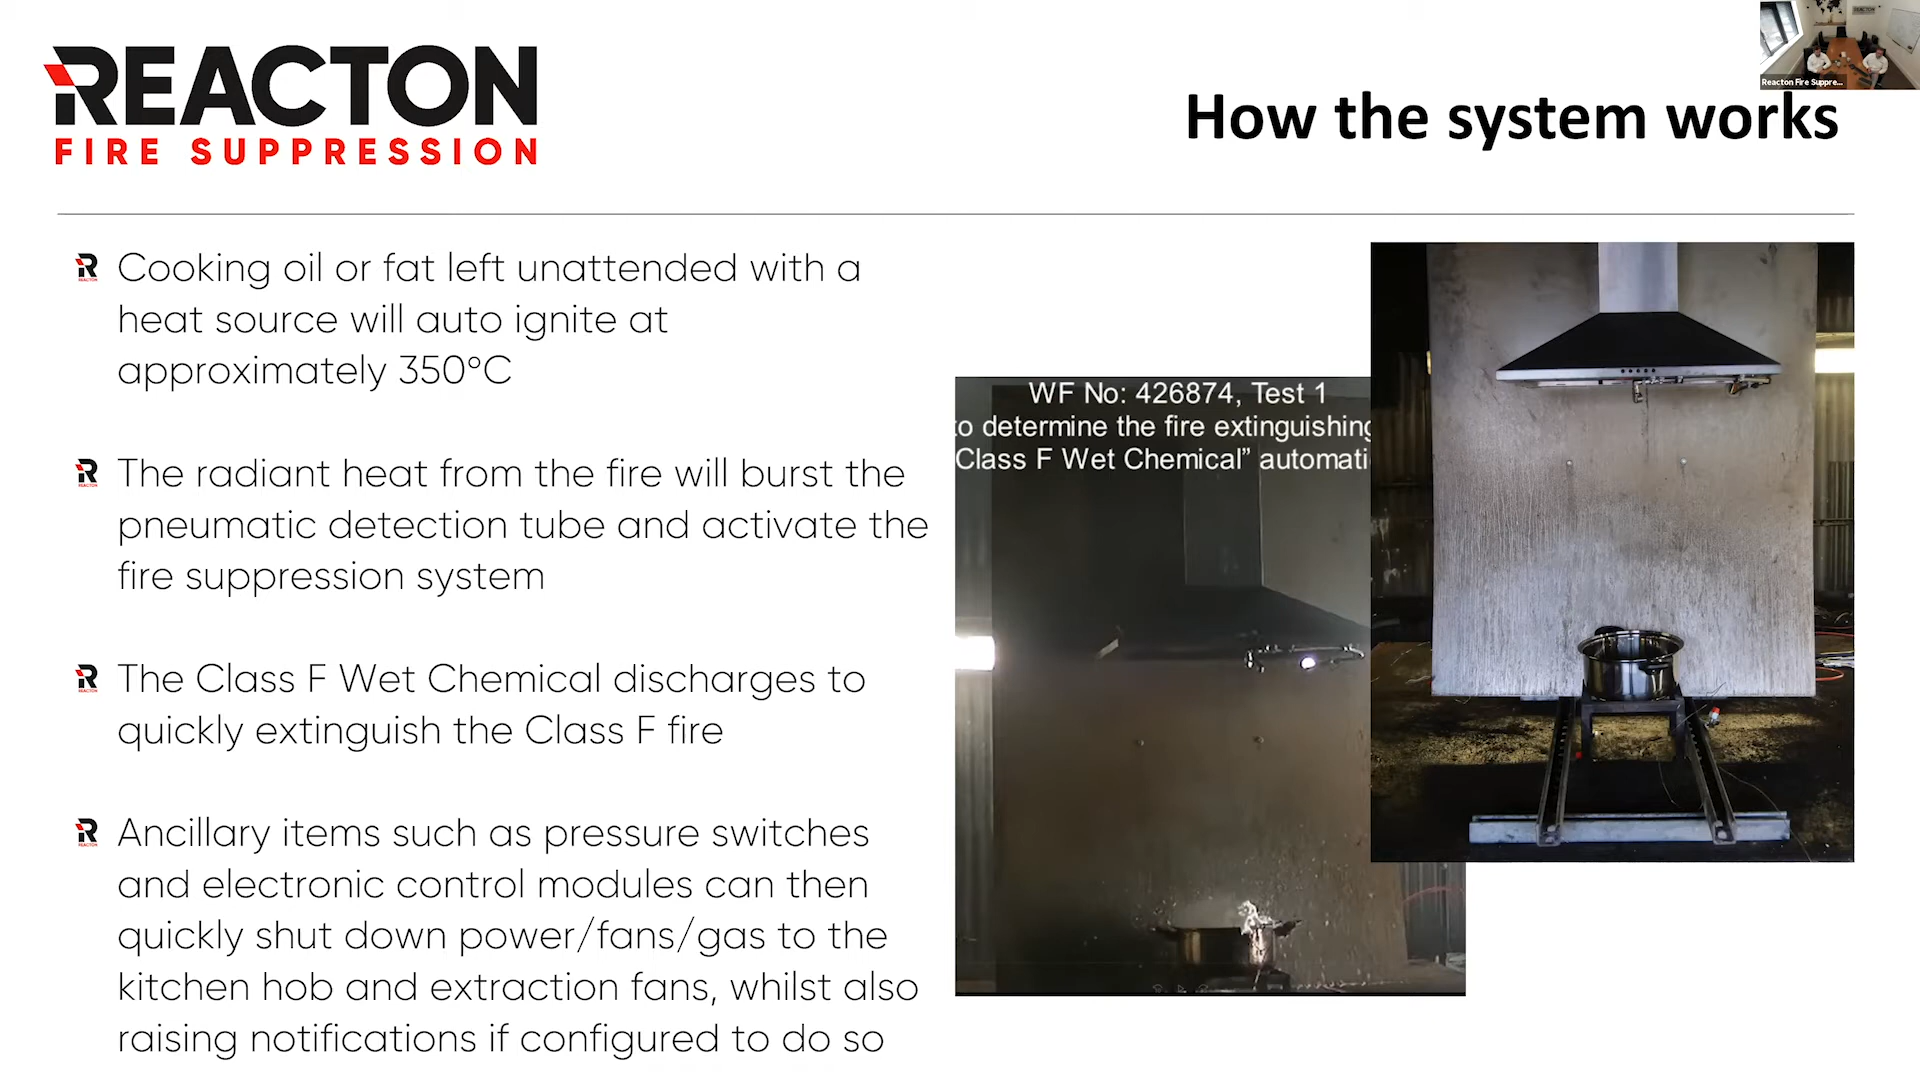 REACTON
FIRE SUPPRESSION
Reacton Fire Suppre...
How the system works
Cooking oil or fat left unattended with a
heat source will auto ignite at
approximately 350°C
The radiant heat from the fire will burst the
pneumatic detection tube and activate the
fire suppression system
The Class F Wet Chemical discharges to
quickly extinguish the Class F fire
Ancillary items such as pressure switches
and electronic control modules can then
quickly shut down power/fans/gas to the
kitchen hob and extraction fans, whilst also
raising notifications if configured to do so
WF No: 426874, Test 1
to determine the fire extinguishing
Class F Wet Chemical” automati